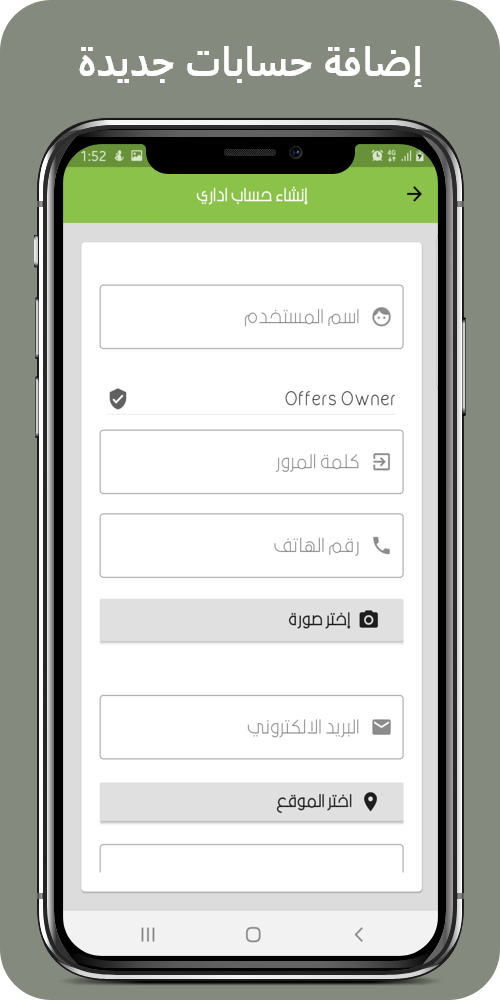 إضافة حسابات جديدة
1:52
4G
إنشاء حساب اداري
اسم المستخدم
Offers Owner
كلمة المرور
رقم الهاتف
إختر صورة
البريد الالكتروني
اختر الموقع